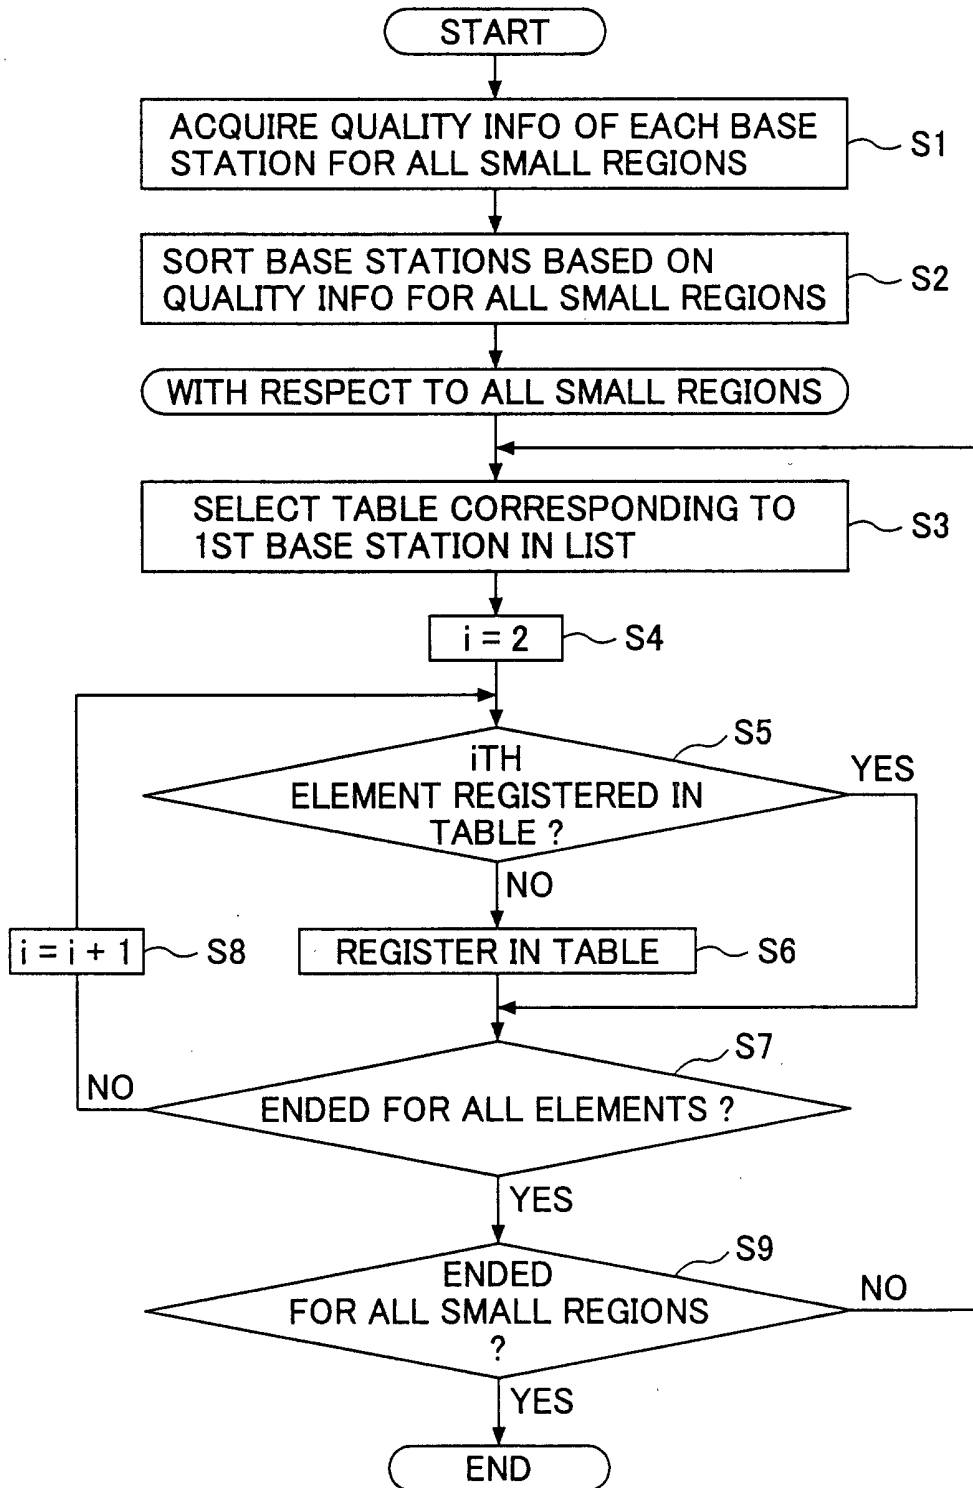 START
ACQUIRE QUALITY INFO OF EACH BASE
STATION FOR ALL SMALL REGIONS
S1
SORT BASE STATIONS BASED ON
QUALITY INFO FOR ALL SMALL REGIONS
S2
WITH RESPECT TO ALL SMALL REGIONS
SELECT TABLE CORRESPONDING TO
1ST BASE STATION IN LIST
S3
i = 2
S4
S5
iTH
ELEMENT REGISTERED IN
TABLE ?
YES
NO
i = i + 1
S8
REGISTER IN TABLE
S6
S7
NO
ENDED FOR ALL ELEMENTS ?
YES
S9
ENDED
FOR ALL SMALL REGIONS
?
NO
YES
END